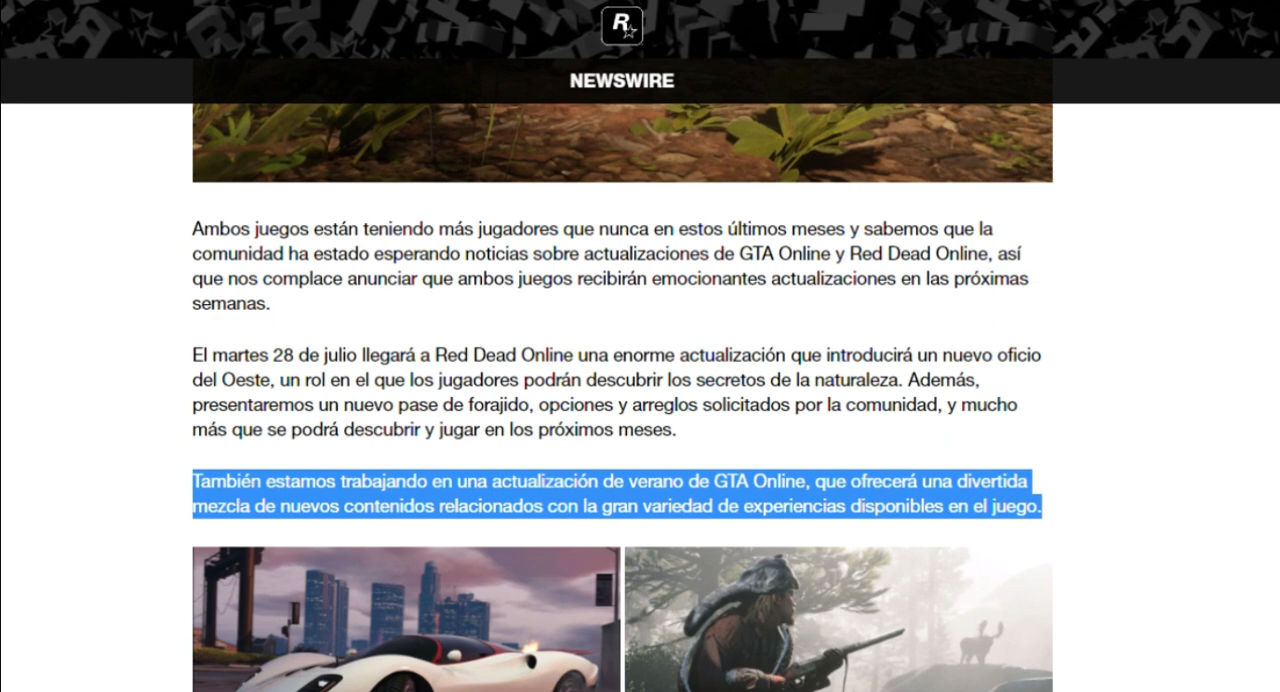 R
NEWSWIRE
Ambos juegos están teniendo más jugadores que nunca en estos últimos meses y sabemos que la
comunidad ha estado esperando noticias sobre actualizaciones de GTA Online y Red Dead Online, así
que nos complace anunciar que ambos juegos recibirán emocionantes actualizaciones en las próximas
semanas.
El martes 28 de julio llegará a Red Dead Online una enorme actualización que introducirá un nuevo oficio
del Oeste, un rol en el que los jugadores podrán descubrir los secretos de la naturaleza. Además,
presentaremos un nuevo pase de forajido, opciones y arreglos solicitados por la comunidad, y mucho
más que se podrá descubrir y jugar en los próximos meses.
También estamos trabajando en una actualización de verano de GTA Online, que ofrecerá una divertida
mezcla de nuevos contenidos relacionados con la gran variedad de experiencias disponibles en el juego.